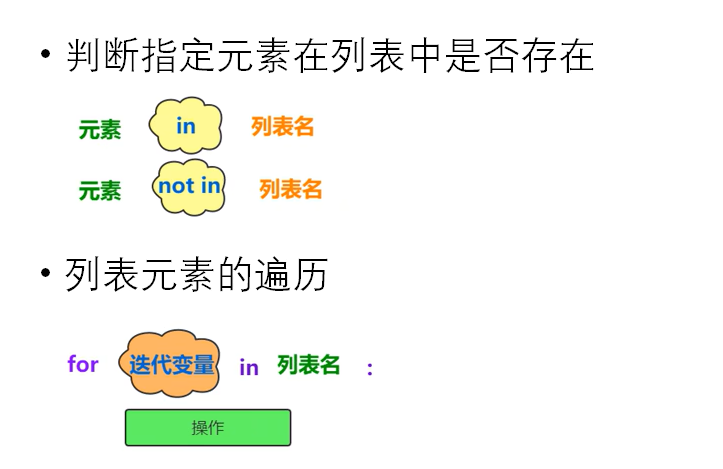 • 判断指定元素在列表中是否存在
元素 in 列表名
元素 not in 列表名
• 列表元素的遍历
for 迭代变量 in 列表名 :
操作